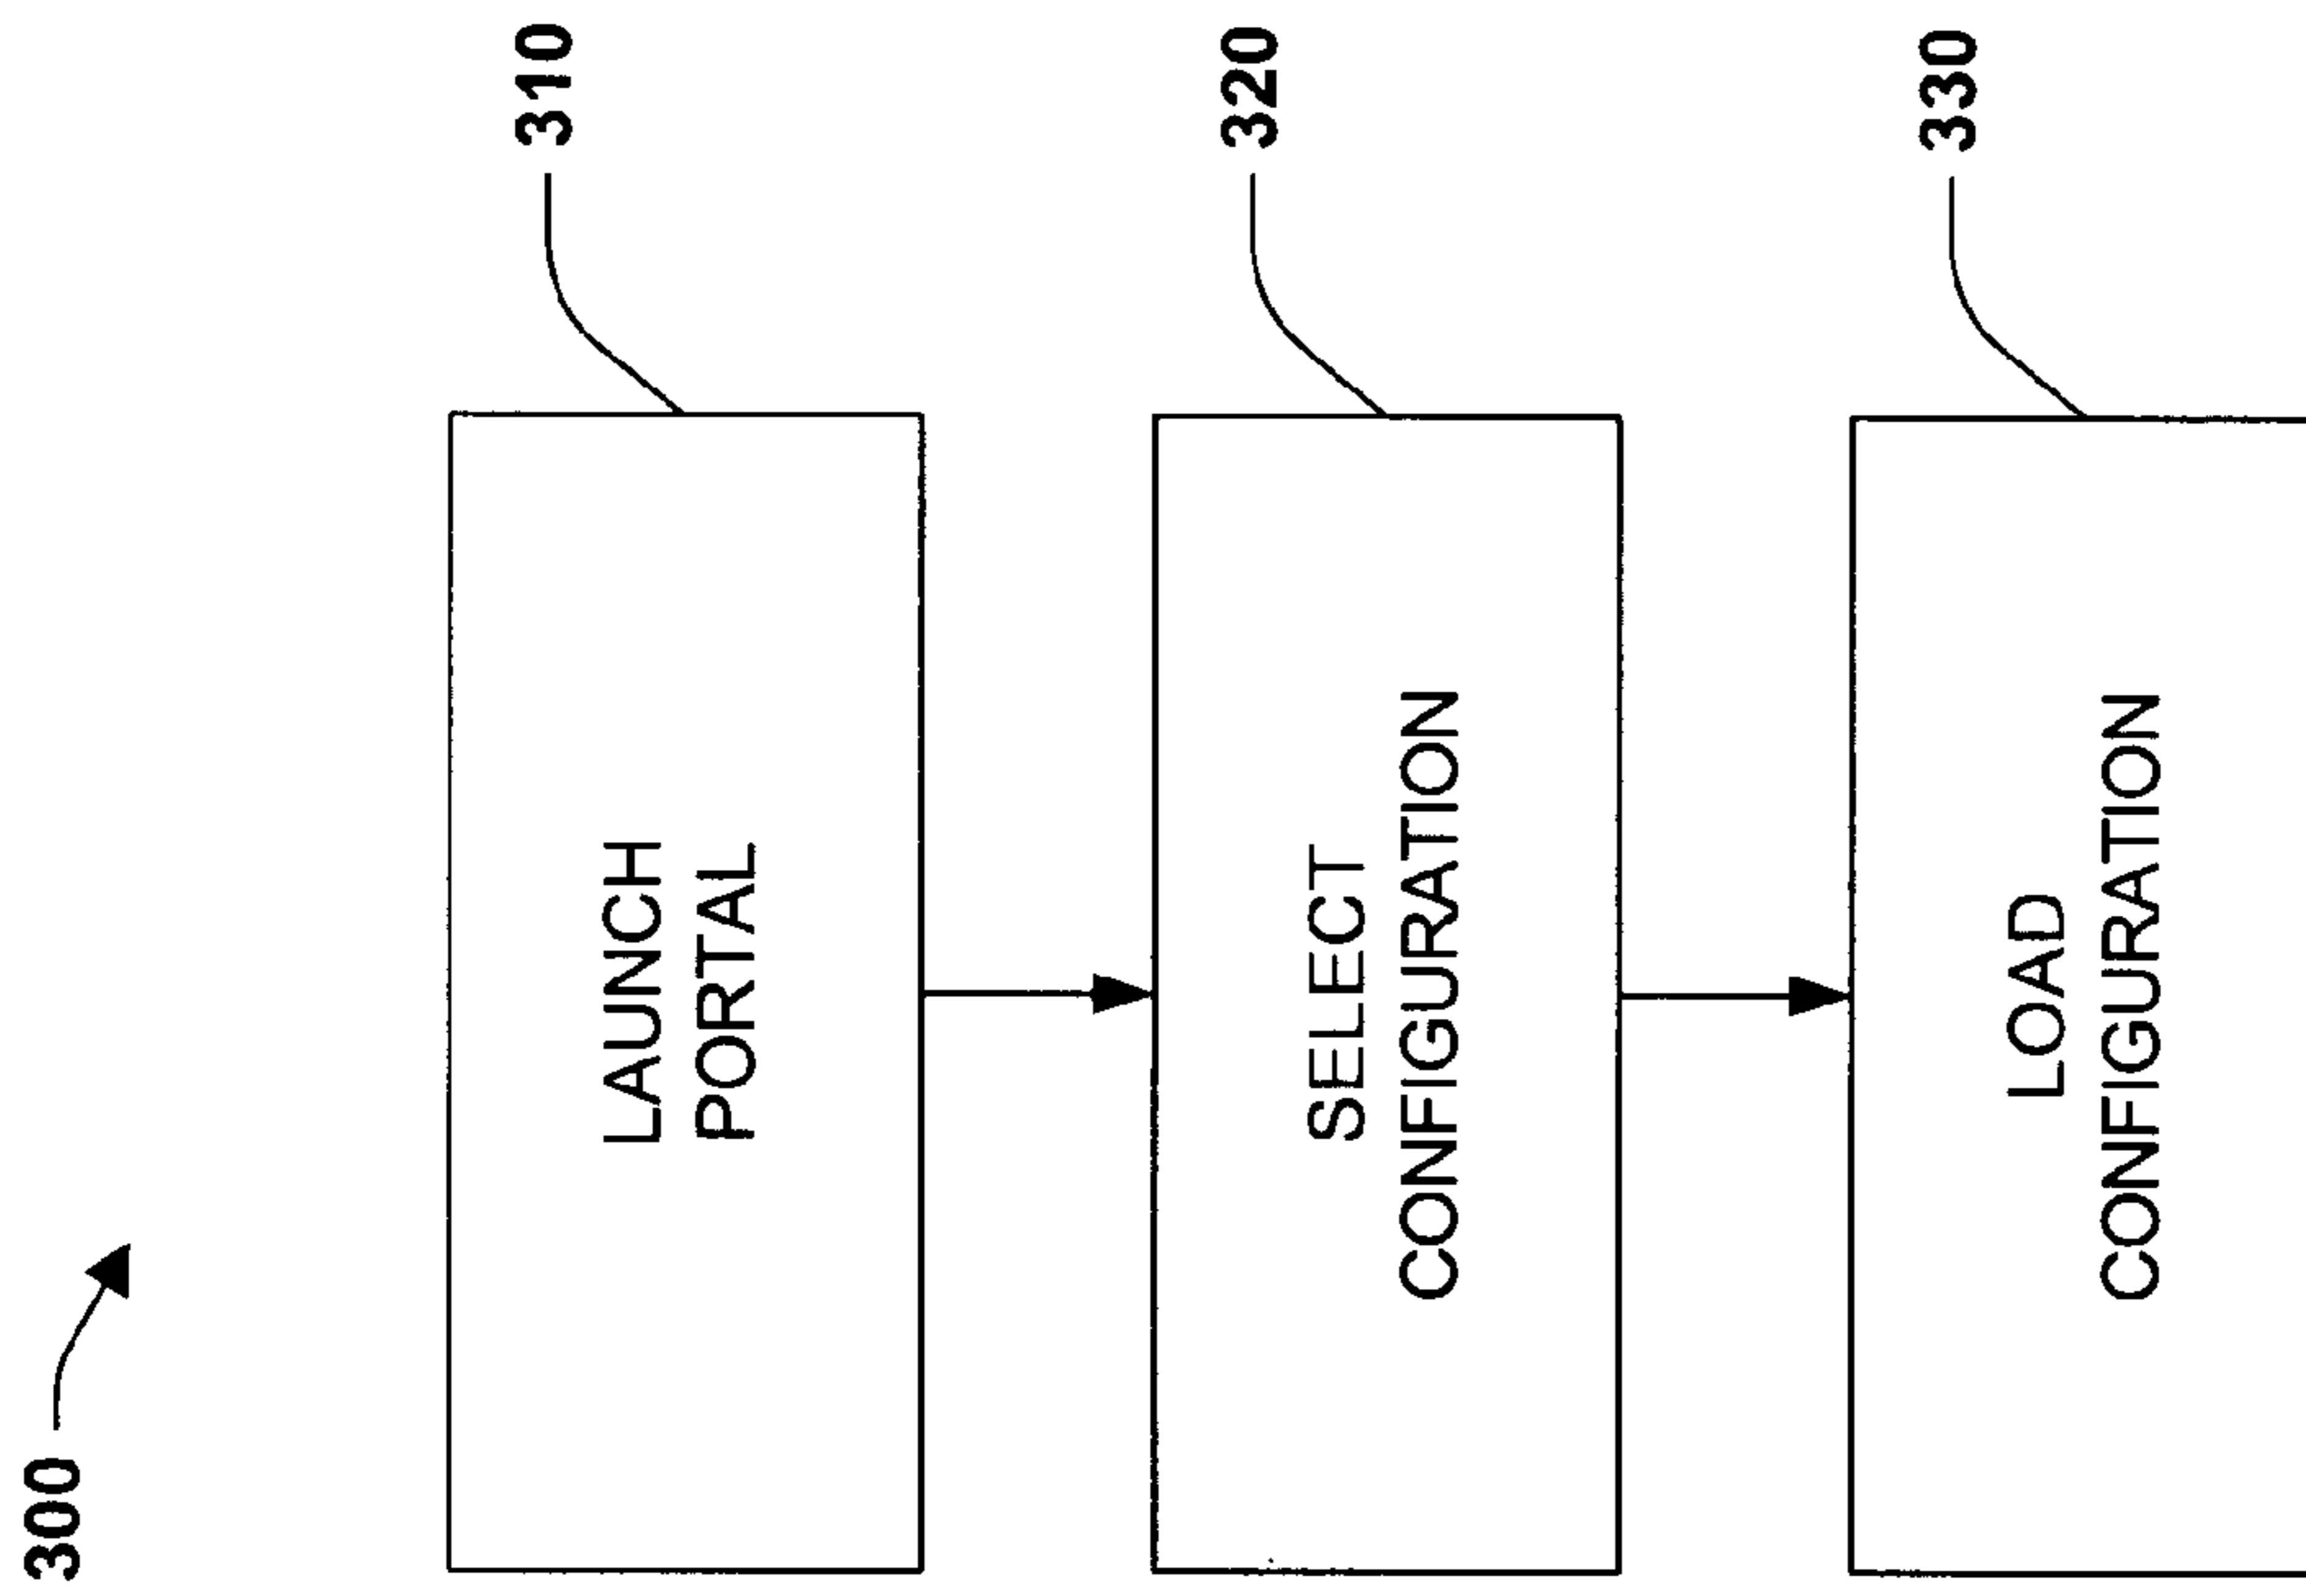 300
310
LAUNCH
PORTAL
320
SELECT
CONFIGURATION
330
LOAD
CONFIGURATION